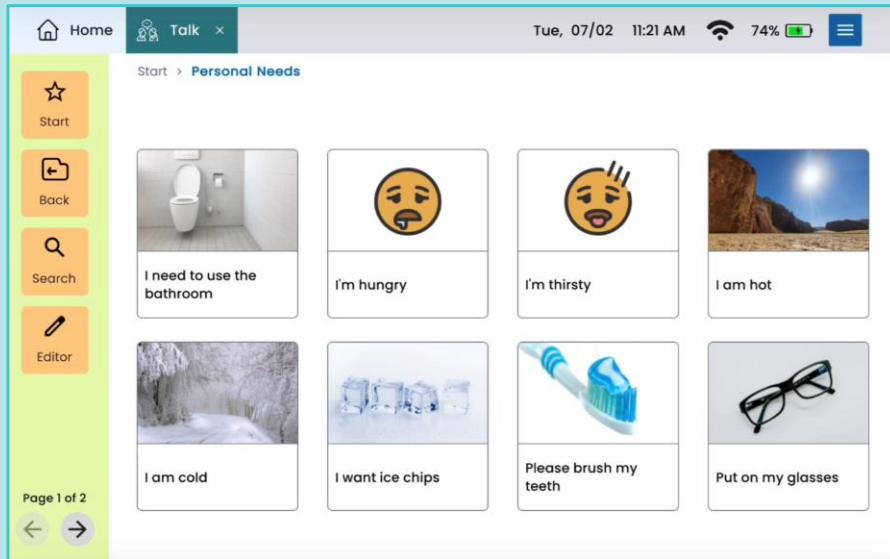 Home
Talk ×
Tue, 07/02 11:21 AM 74%
Start > Personal Needs
Start
Back
Search
Editor
I need to use the
bathroom
I'm hungry
I'm thirsty
I am hot
I am cold
I want ice chips
Please brush my
teeth
Put on my glasses
Page 1 of 2